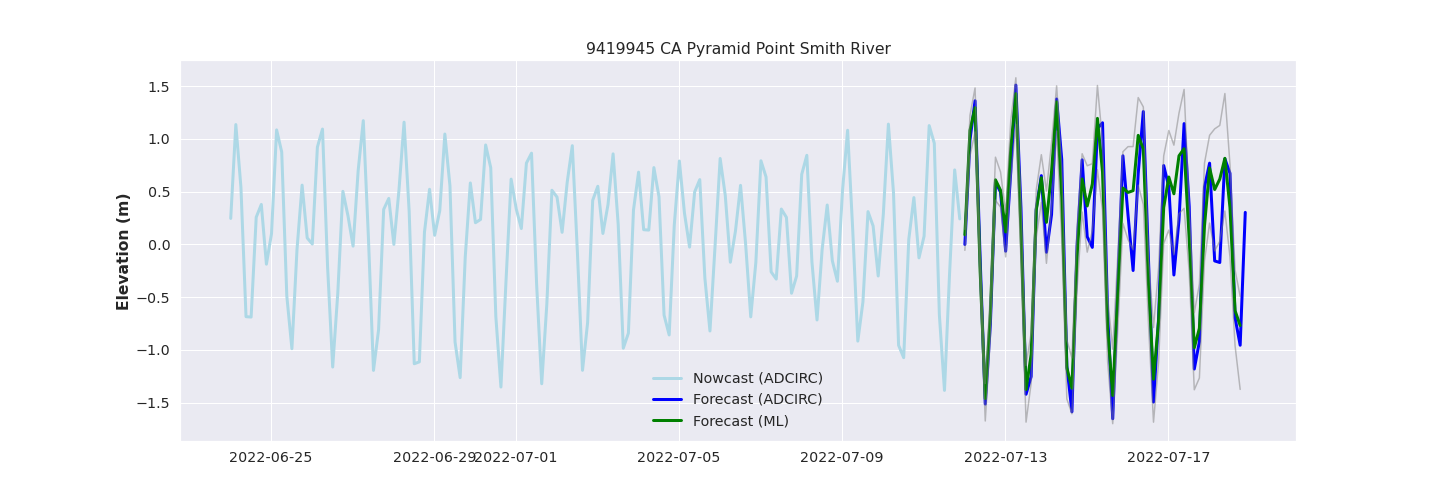 9419945 CA Pyramid Point Smith River
Elevation (m)
1.5
1.0
0.5
0.0
−0.5
−1.0
−1.5
Nowcast (ADCIRC)
Forecast (ADCIRC)
Forecast (ML)
2022-06-25 2022-06-29 2022-07-01 2022-07-05 2022-07-09 2022-07-13 2022-07-17